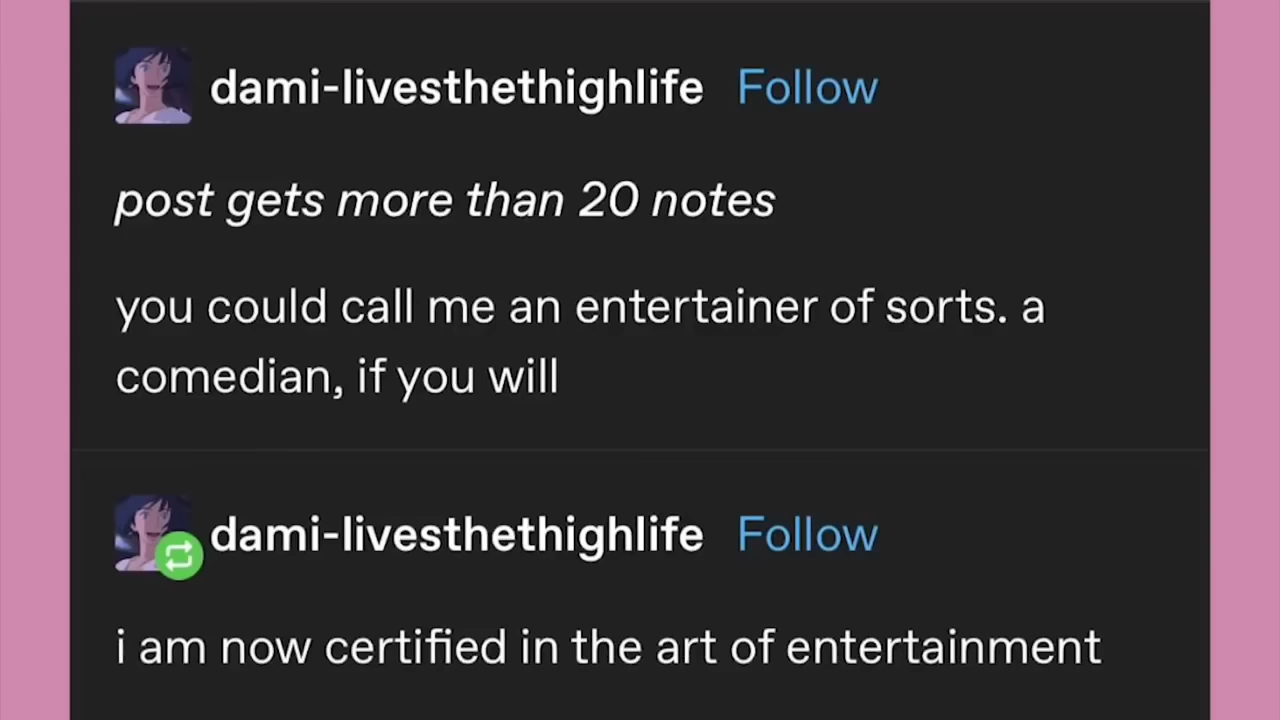 dami-livesthethighlife Follow
post gets more than 20 notes
you could call me an entertainer of sorts. a
comedian, if you will
dami-livesthethighlife Follow
i am now certified in the art of entertainment